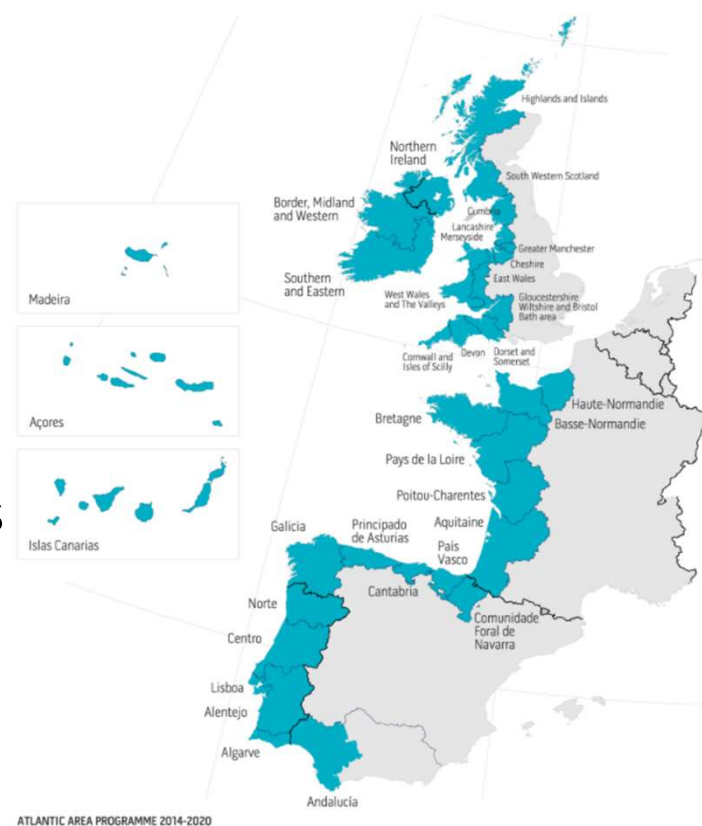 Highlands and Islands
Northern
Ireland
South Western Scotland
Border, Midland
and Western
Cumbria
Lancashire
Merseyside
Greater Manchester
Cheshire
East Wales
Southern
and Eastern
West Wales
and The Valleys
Gloucestershire
Wiltshire and Bristol
Bath area
Cornwall and
Isles of Scilly
Devon
Dorset and
Somerset
Madeira
Açores
Islas Canarias
Haute-Normandie
Basse-Normandie
Bretagne
Pays de la Loire
Poitou-Charentes
Aquitaine
Galicia
Principado
de Asturias
País
Vasco
Cantabria
Comunidade
Foral de
Navarra
Norte
Centro
Lisboa
Alentejo
Algarve
Andalucía
ATLANTIC AREA PROGRAMME 2014-2020